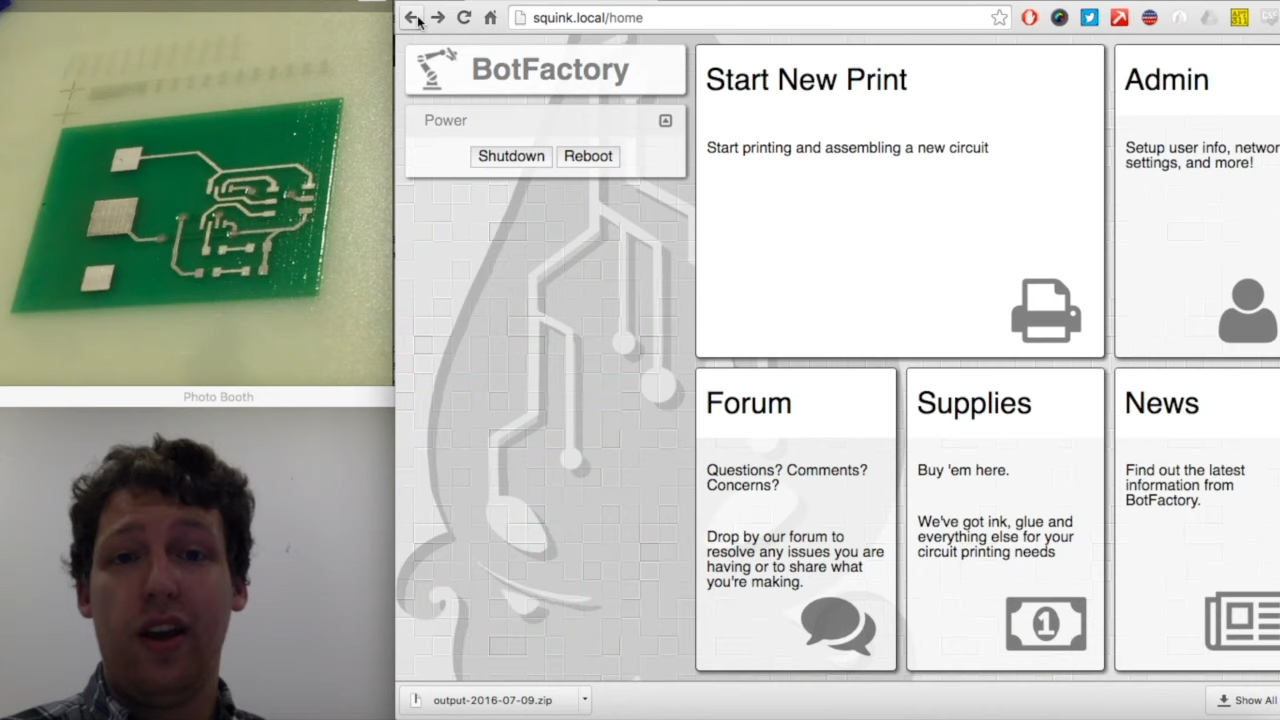 squink.local/home
BotFactory
Power
Shutdown
Reboot
Start New Print
Start printing and assembling a new circuit
Admin
Setup user info, networ
settings, and more!
Forum
Questions? Comments?
Concerns?
Drop by our forum to
resolve any issues you are
having or to share what
you're making.
Supplies
Buy 'em here.
We've got ink, glue and
everything else for your
circuit printing needs
1
News
Find out the latest
information from
BotFactory.
Photo Booth
output-2016-07-09.zip
Show All